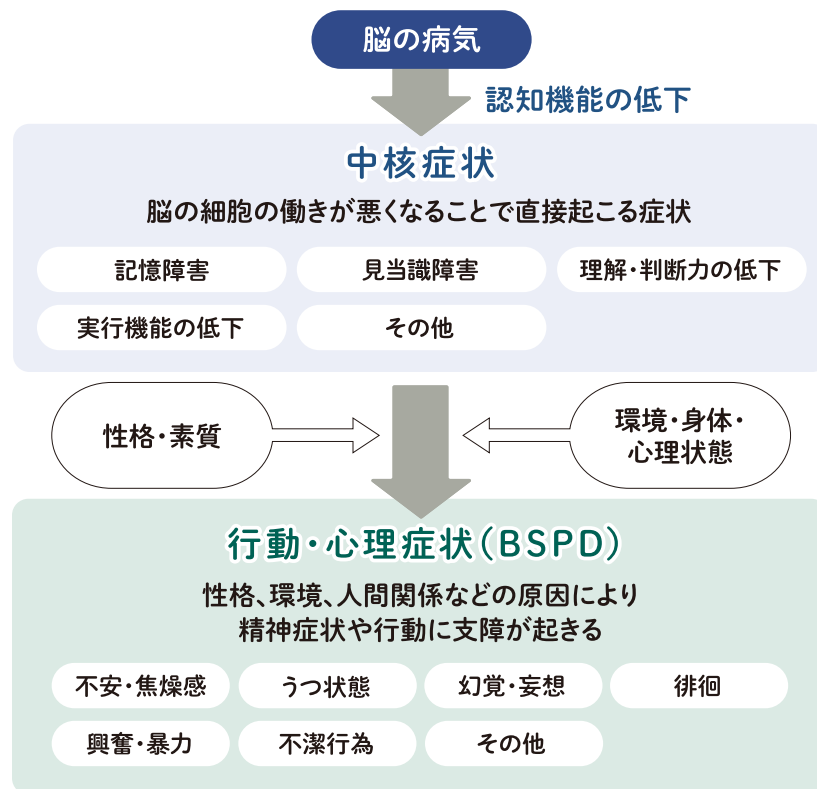 脳の病気
認知機能の低下
中核症状
脳の細胞の働きが悪くなることで直接起こる症状
記憶障害
見当識障害
理解・判断力の低下
実行機能の低下
その他
性格・素質
環境・身体・
心理状態
行動・心理症状（BSPD）
性格、環境、人間関係などの原因により
精神症状や行動に支障が起きる
不安・焦燥感
うつ状態
幻覚・妄想
徘徊
興奮・暴力
不潔行為
その他